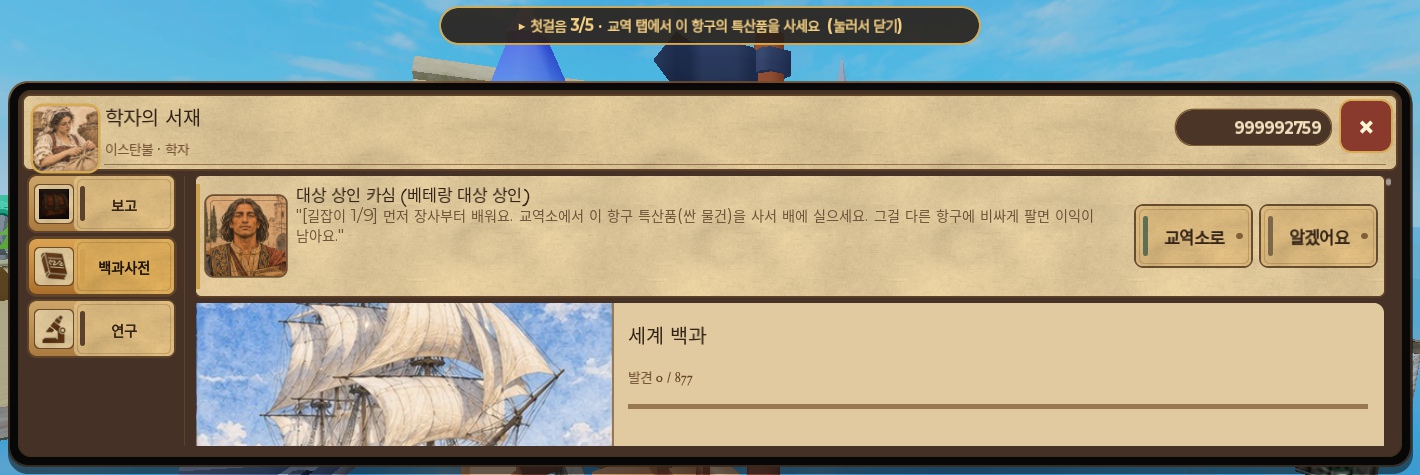 ▸ 첫걸음 3/5 · 교역 탭에서 이 항구의 특산품을 사세요 (눌러서 닫기)
학자의 서재
이스탄불 · 학자
999992759
×
보고
백과사전
연구
대상 상인 카심 (베테랑 대상 상인)
"[길잡이 1/9] 먼저 장사부터 배워요. 교역소에서 이 항구 특산품(싼 물건)을 사서 배에 실으세요. 그걸 다른 항구에 비싸게 팔면 이익이
남아요."
교역소로
알겠어요
세계 백과
발견 0 / 877